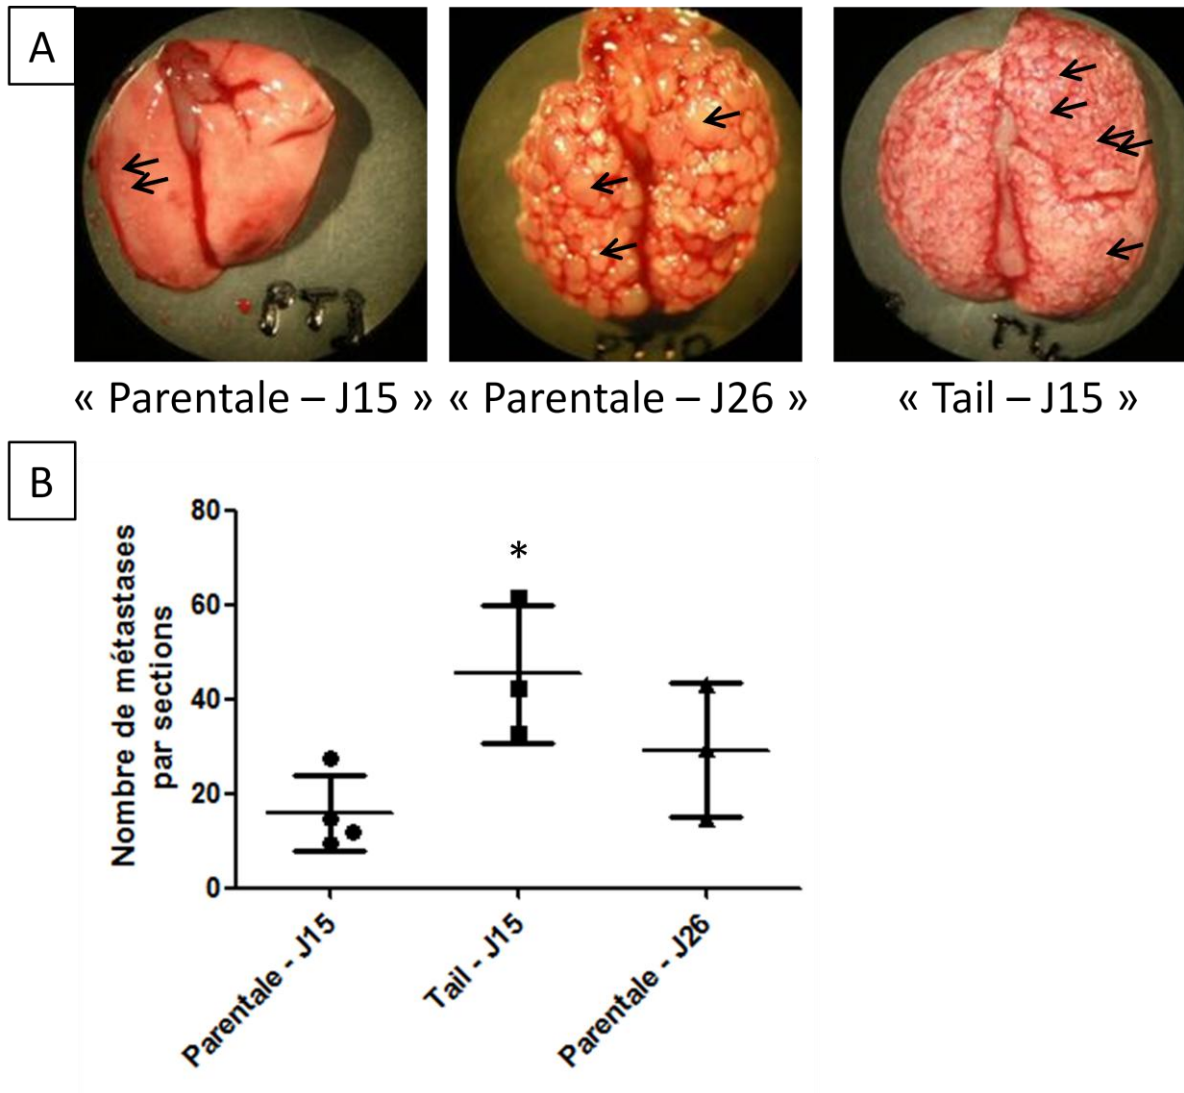 A
PT1
« Parentale – J15 » « Parentale – J26 » « Tail – J15 »
B
Nombre de métastases
par sections
80
*
60
40
20
0
Parentale - J15
Tail - J15
Parentale - J26